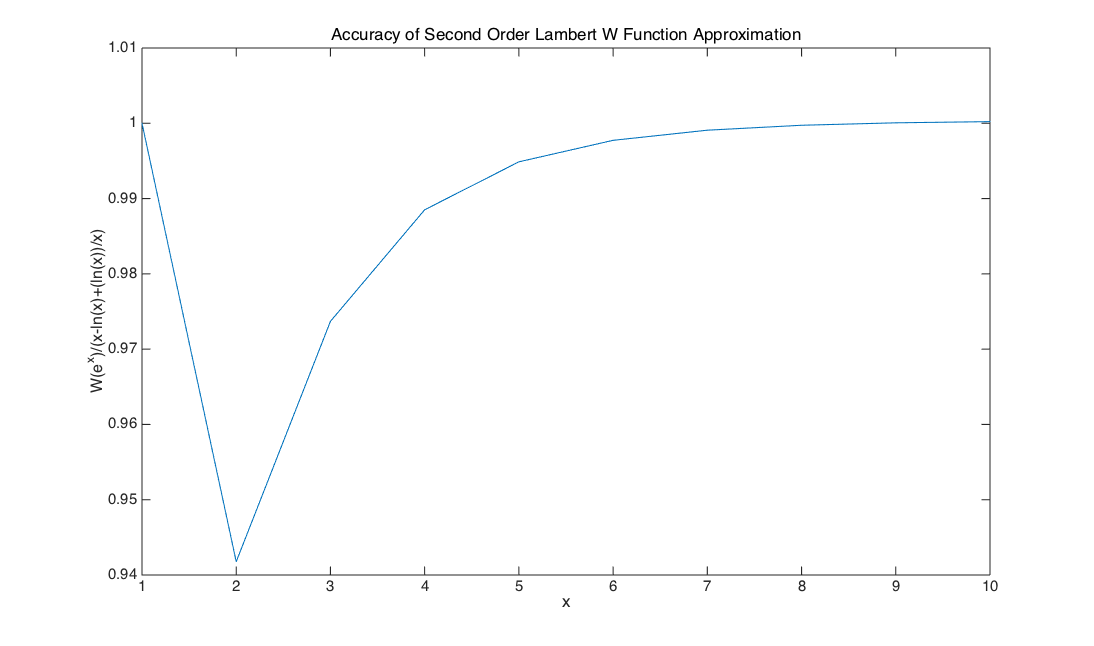 Accuracy of Second Order Lambert W Function Approximation
1.01
1
0.99
0.98
0.97
0.96
0.95
0.94
W(e^x)/(x-ln(x)+(ln(x))/x)
1 2 3 4 5 6 7 8 9 10
x